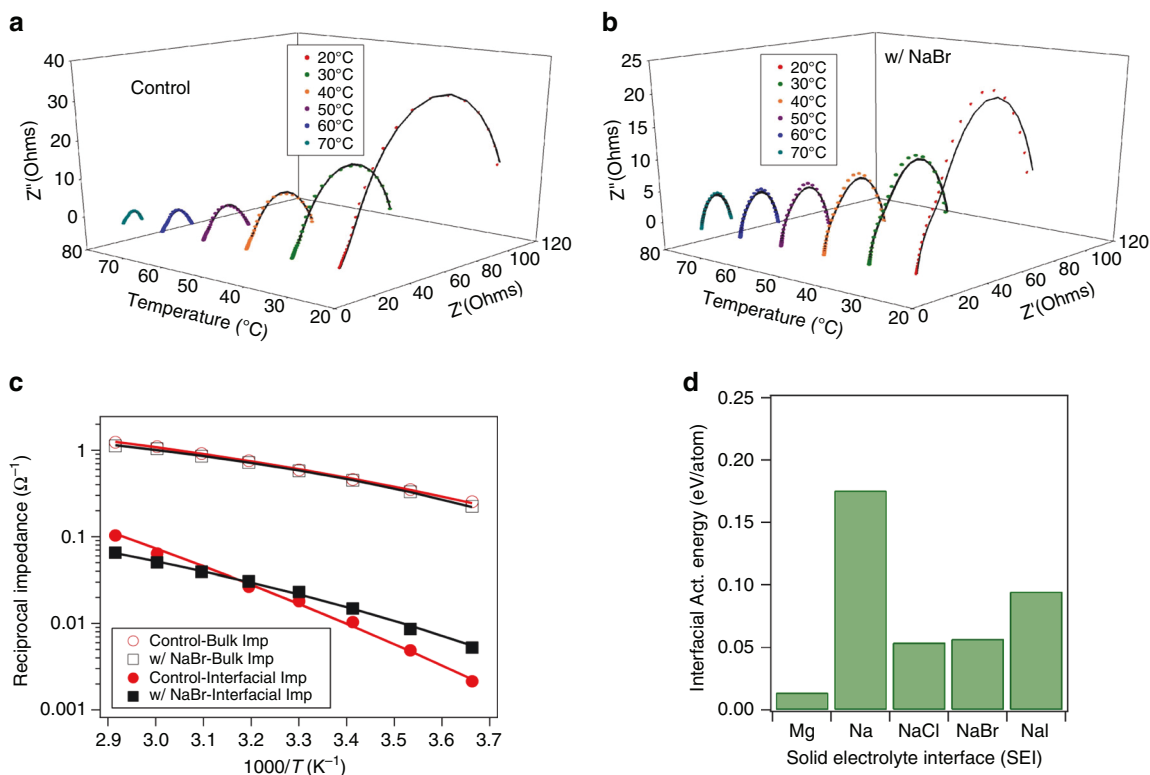 a
40
30
20
10
0
Z"(Ohms)
Control
20°C
30°C
40°C
50°C
60°C
70°C
80
70
60
50
40
30
20
Temperature (°C)
0
20
40
60
80
100
120
Z'(Ohms)
b
25
20
15
10
5
0
Z"(Ohms)
w/ NaBr
20°C
30°C
40°C
50°C
60°C
70°C
80
70
60
50
40
30
20
Temperature (°C)
0
20
40
60
80
100
120
Z'(Ohms)
c
Reciprocal impedance (Ω⁻¹)
1
0.1
0.01
0.001
Control-Bulk Imp
w/ NaBr-Bulk Imp
Control-Interfacial Imp
w/ NaBr-Interfacial Imp
2.9 3.0 3.1 3.2 3.3 3.4 3.5 3.6 3.7
1000/T (K⁻¹)
d
Interfacial Act. energy (eV/atom)
0.25
0.20
0.15
0.10
0.05
0.00
Mg Na NaCl NaBr NaI
Solid electrolyte interface (SEI)